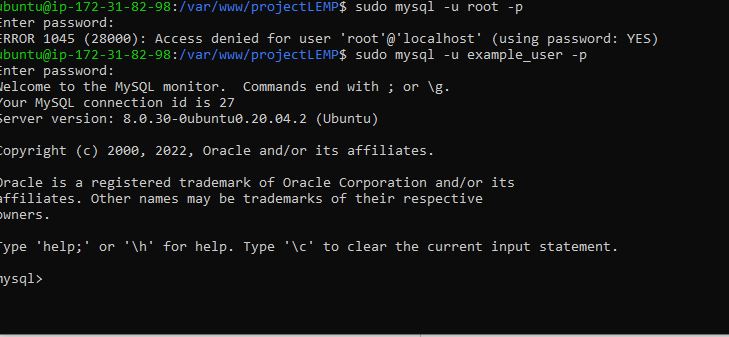 ubuntu@ip-172-31-82-98:/var/www/projectLEMP$ sudo mysql -u root -p
Enter password:
ERROR 1045 (28000): Access denied for user 'root'@'localhost' (using password: YES)
ubuntu@ip-172-31-82-98:/var/www/projectLEMP$ sudo mysql -u example_user -p
Enter password:
Welcome to the MySQL monitor.  Commands end with ; or \g.
Your MySQL connection id is 27
Server version: 8.0.30-0ubuntu0.20.04.2 (Ubuntu)
Copyright (c) 2000, 2022, Oracle and/or its affiliates.
Oracle is a registered trademark of Oracle Corporation and/or its
affiliates. Other names may be trademarks of their respective
owners.
Type 'help;' or '\h' for help. Type '\c' to clear the current input statement.
mysql>